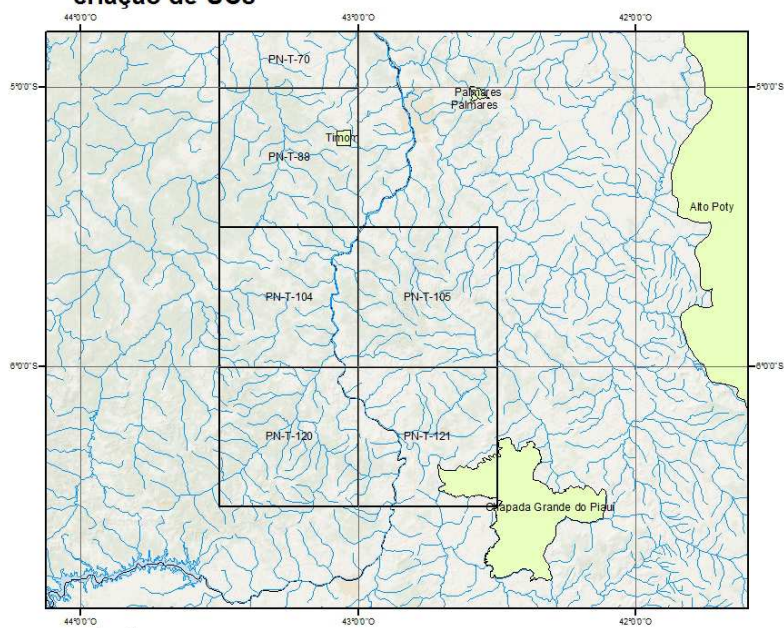 criação de UCs
44°0'0"O
43°0'0"O
42°0'0"O
5°0'0"S
PN-T-70
5°0'0"S
Palmares
Palmares
Timon
PN-T-88
Alto Poty
PN-T-104
PN-T-105
6°0'0"S
6°0'0"S
PN-T-120
PN-T-121
Chapada Grande do Piauí
44°0'0"O
43°0'0"O
42°0'0"O